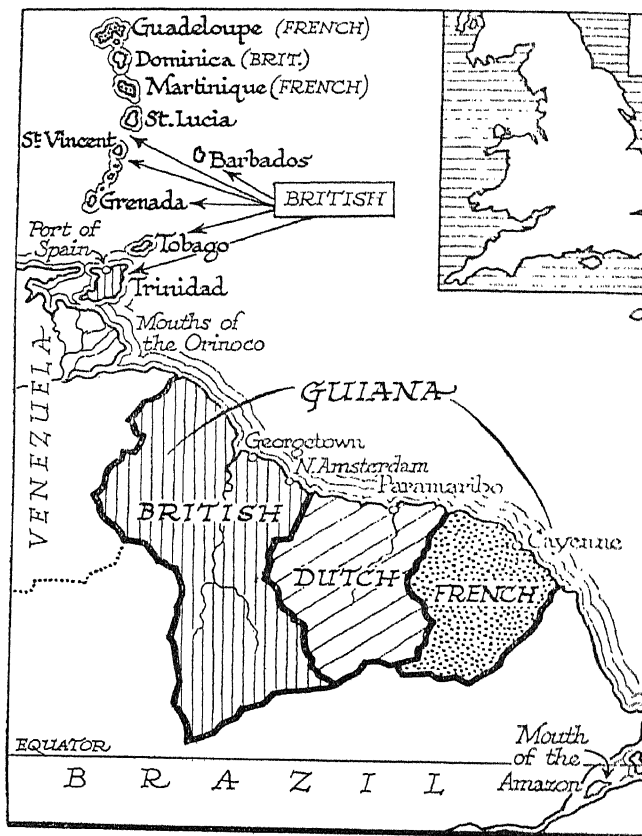 Guadeloupe (FRENCH)
Dominica (BRIT.)
Martinique (FRENCH)
St. Lucia
St Vincent
Barbados
Grenada
BRITISH
Port of
Spain
Tobago
Trinidad
Mouths of
the Orinoco
VENEZUELA
GUIANA
Georgetown
N. Amsterdam
Paramaribo
BRITISH
Cayenne
DUTCH
FRENCH
EQUATOR
Mouth
of the
Amazon
BRAZIL